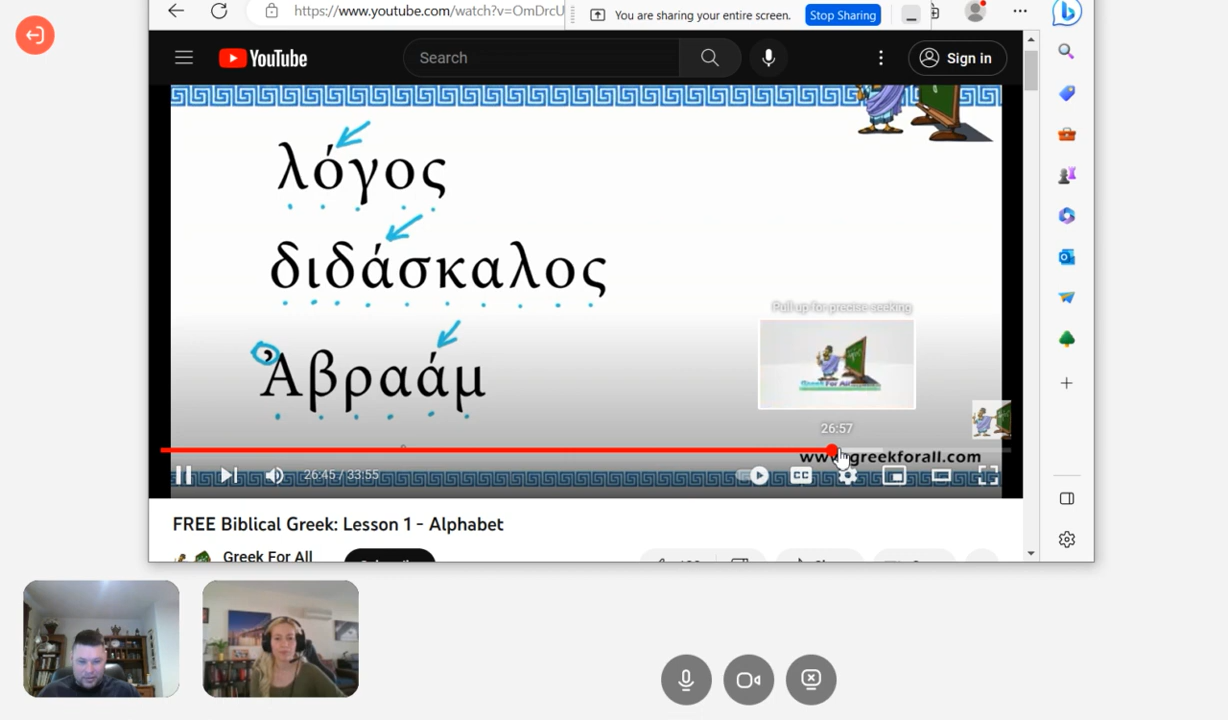 https://www.youtube.com/watch?v=OmDrcU
You are sharing your entire screen.
Stop Sharing
YouTube
Search
Sign in
λόγος
διδάσκαλος
Ἀβραάμ
Pull up for precise seeking
26:57
www.greekforall.com
26:45 / 33:55
CC
FREE Biblical Greek: Lesson 1 - Alphabet
Greek For All